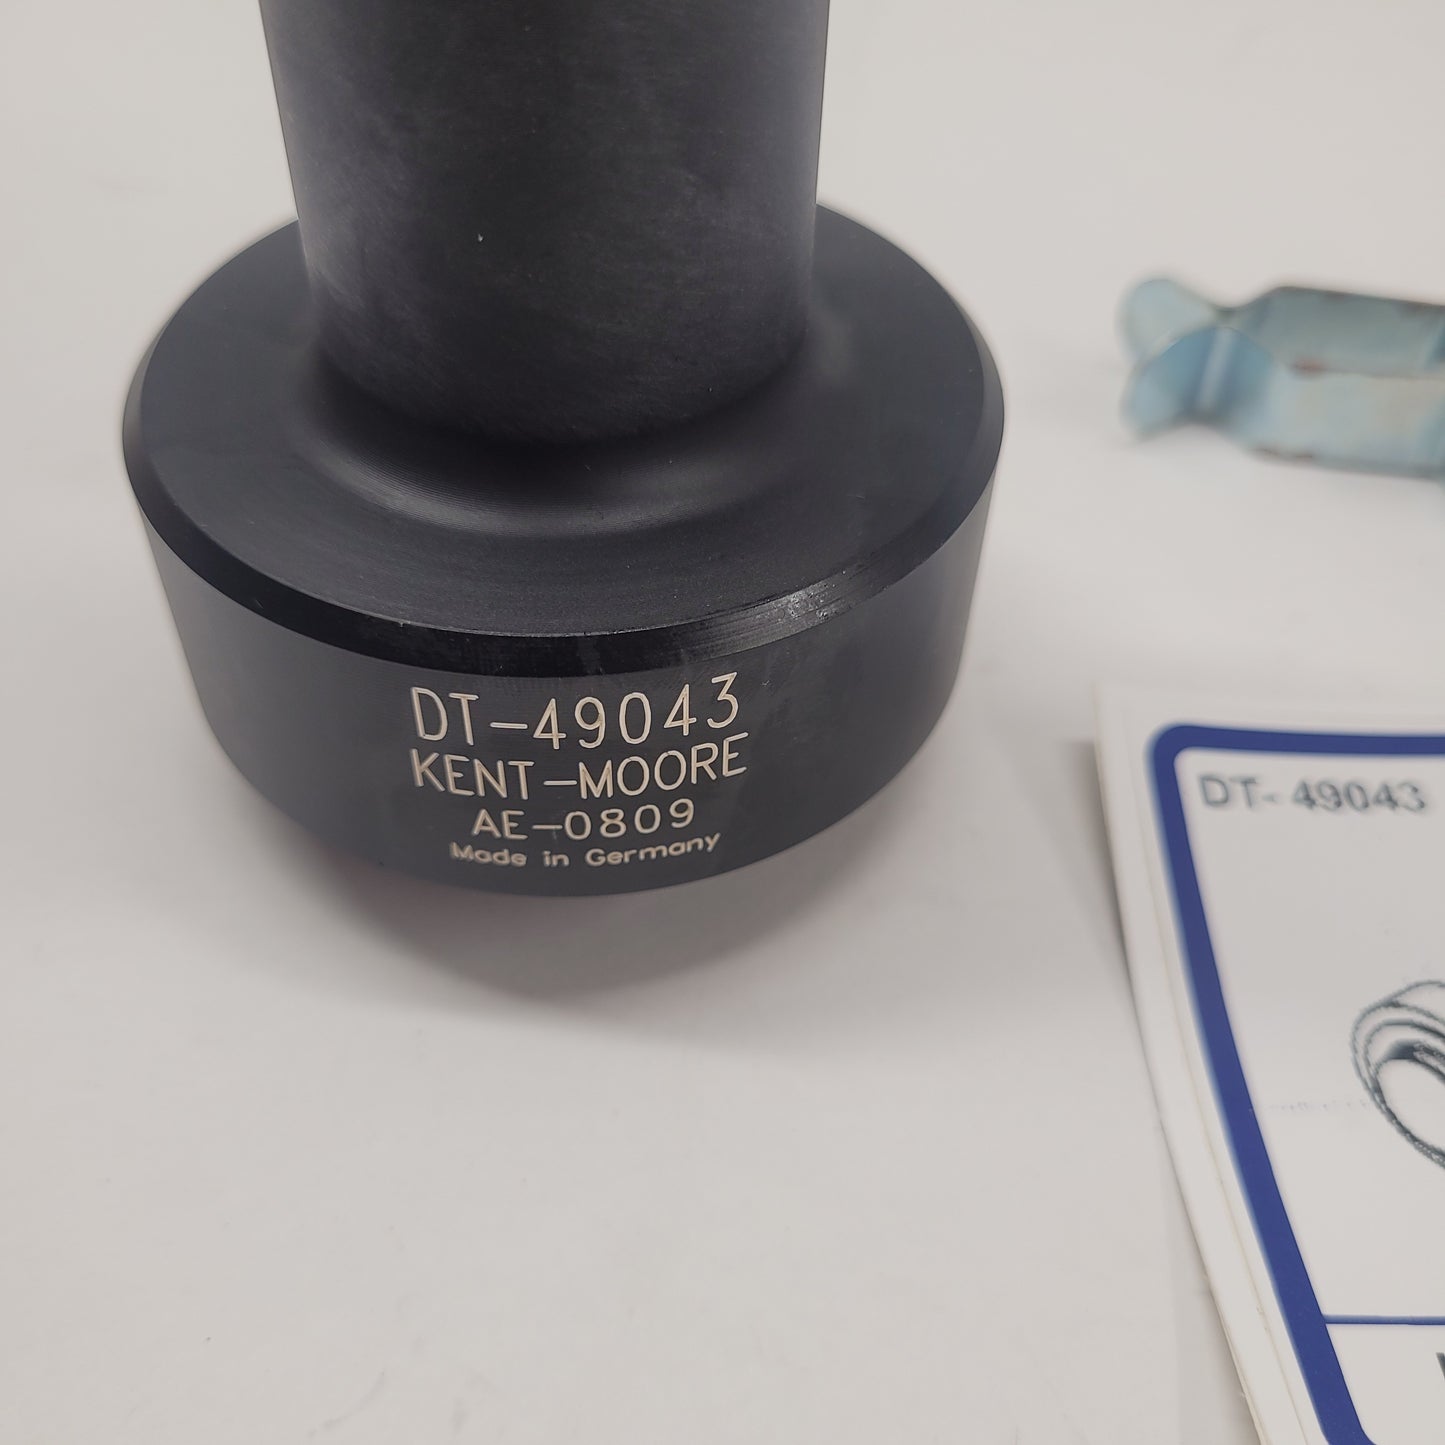 DT-49043
KENT-MOORE
AE-0809
Made in Germany
DT- 49043